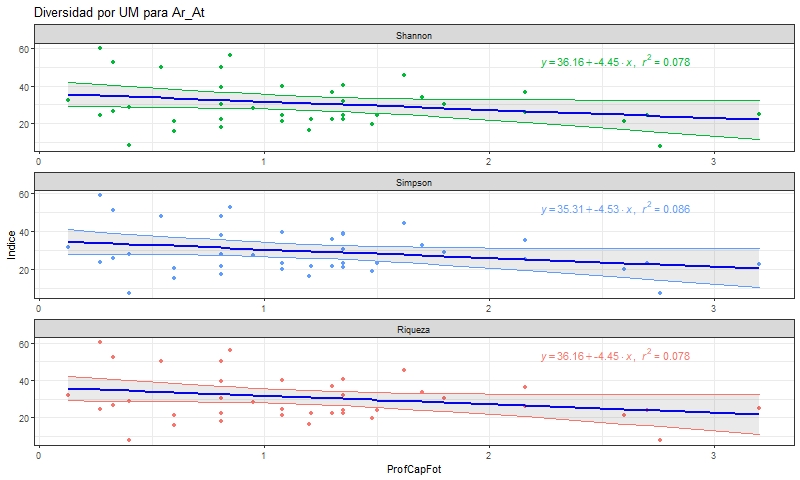 Diversidad por UM para Ar_At
Shannon
60
40
20
y = 36.16 + -4.45 · x, r² = 0.078
0 1 2 3
Simpson
60
40
20
y = 35.31 + -4.53 · x, r² = 0.086
0 1 2 3
Indice
Riqueza
60
40
20
y = 36.16 + -4.45 · x, r² = 0.078
0 1 2 3
ProfCapFot